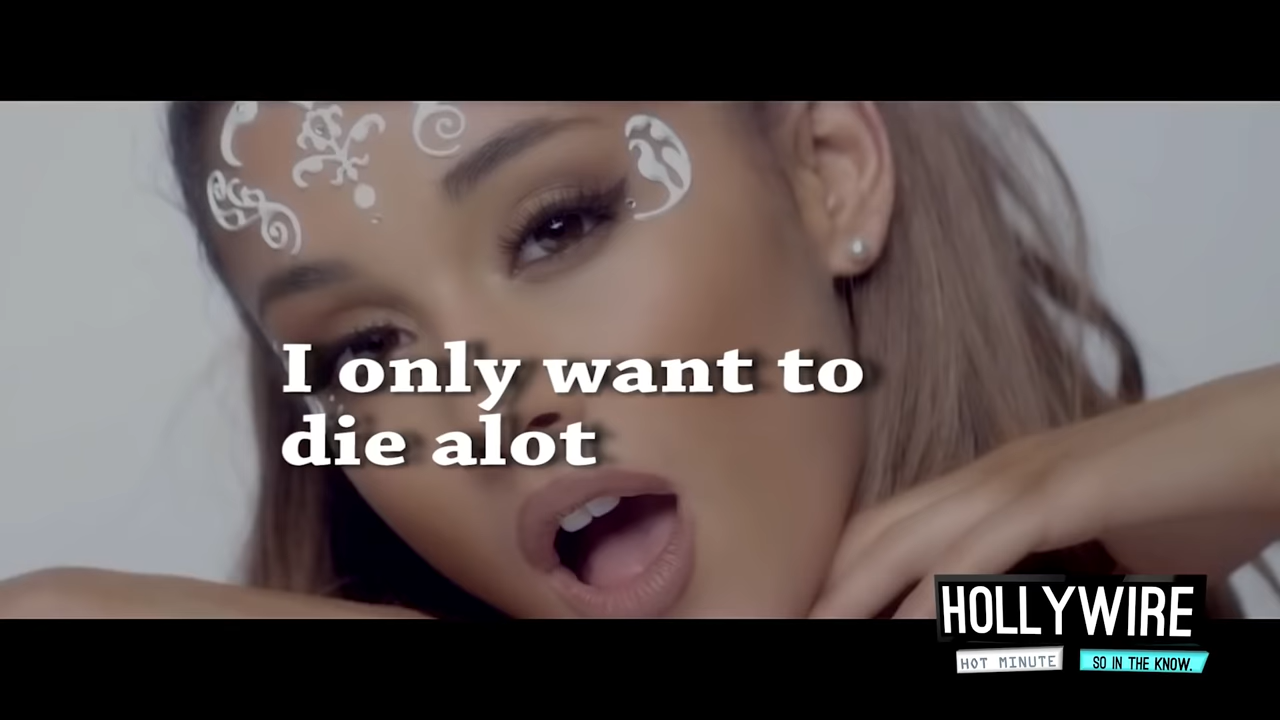 I only want to
die alot
HOLLYWIRE
HOT MINUTE
SO IN THE KNOW.